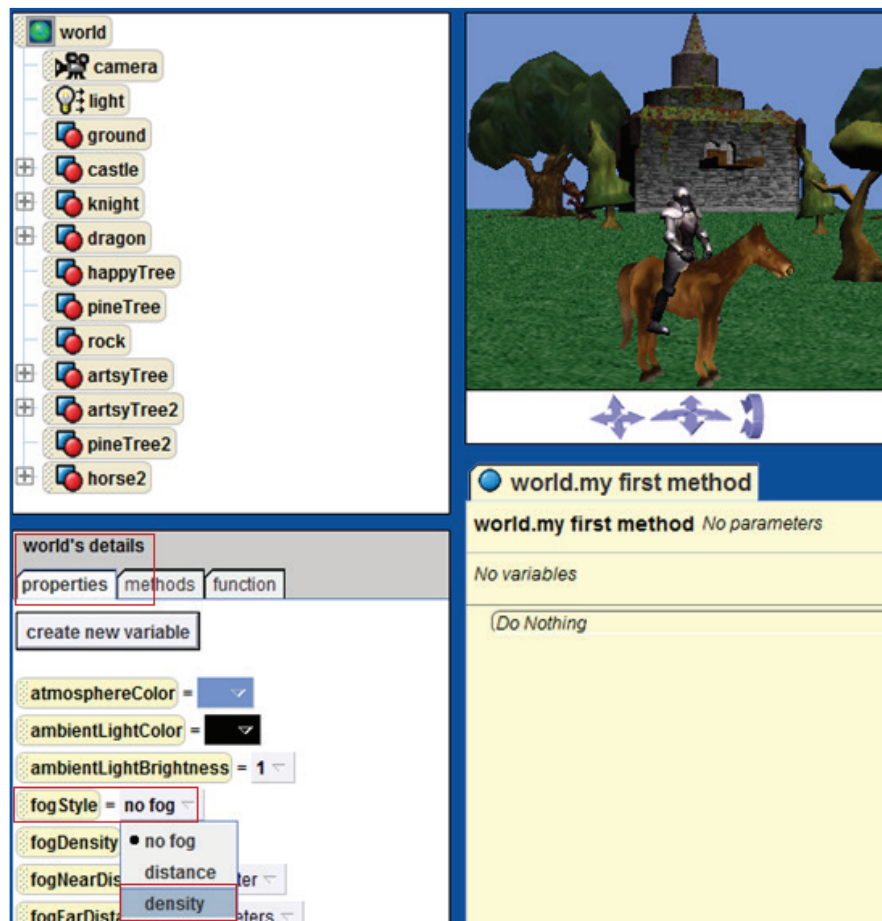 world
camera
light
ground
castle
knight
dragon
happyTree
pineTree
rock
artsyTree
artsyTree2
pineTree2
horse2
world's details
properties methods function
create new variable
atmosphereColor =
ambientLightColor =
ambientLightBrightness = 1
fogStyle = no fog
fogDensity
no fog
distance
density
world.my first method
world.my first method No parameters
No variables
(Do Nothing